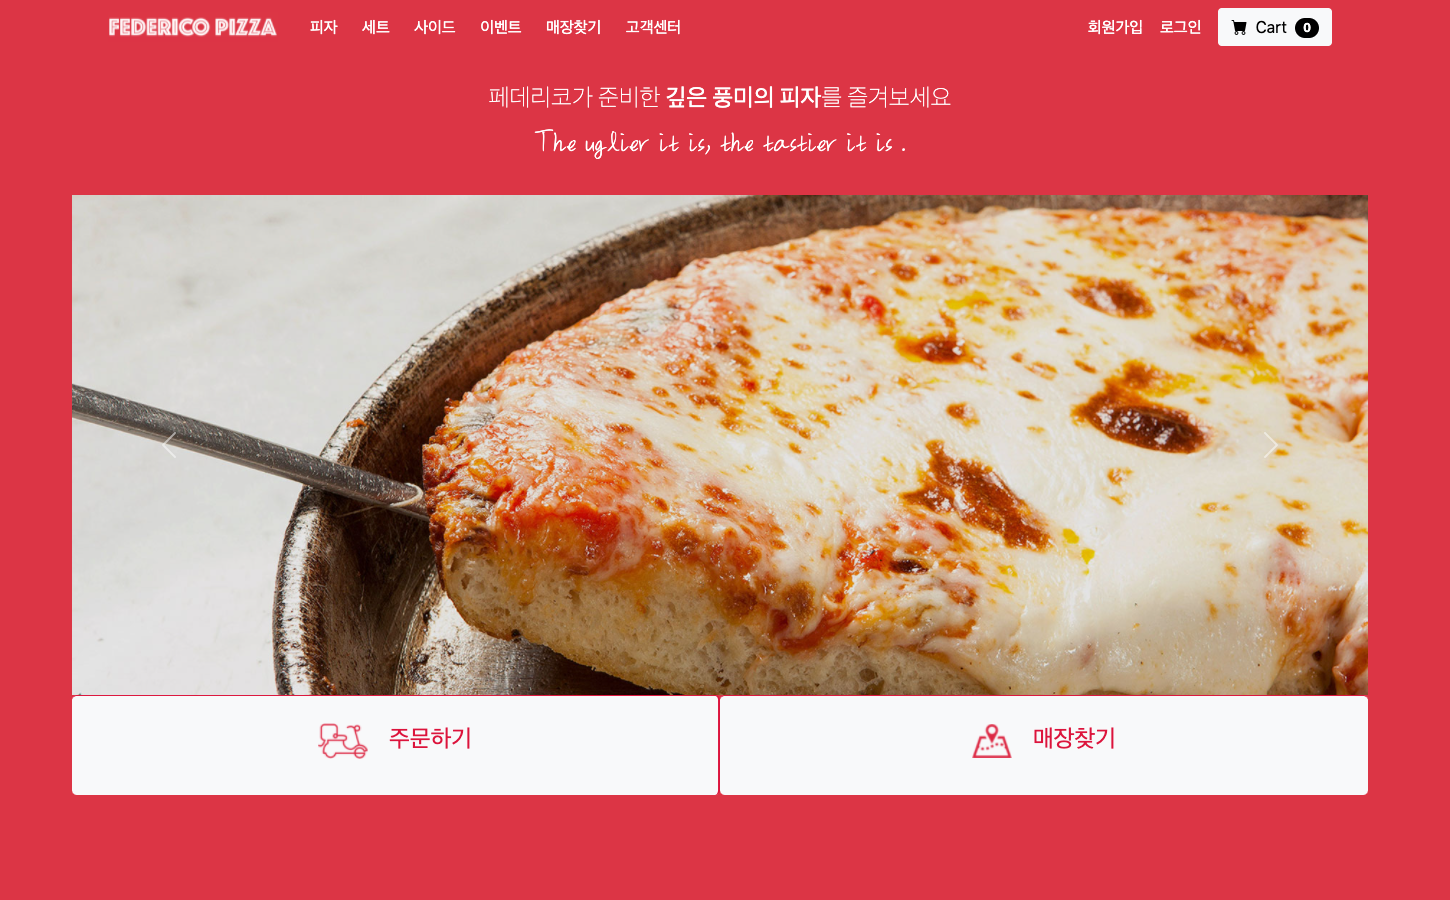 FEDERICO PIZZA 피자 세트 사이드 이벤트 매장찾기 고객센터 회원가입 로그인 Cart 0
페데리코가 준비한 깊은 풍미의 피자를 즐겨보세요
The uglier it is, the tastier it is .
주문하기 매장찾기